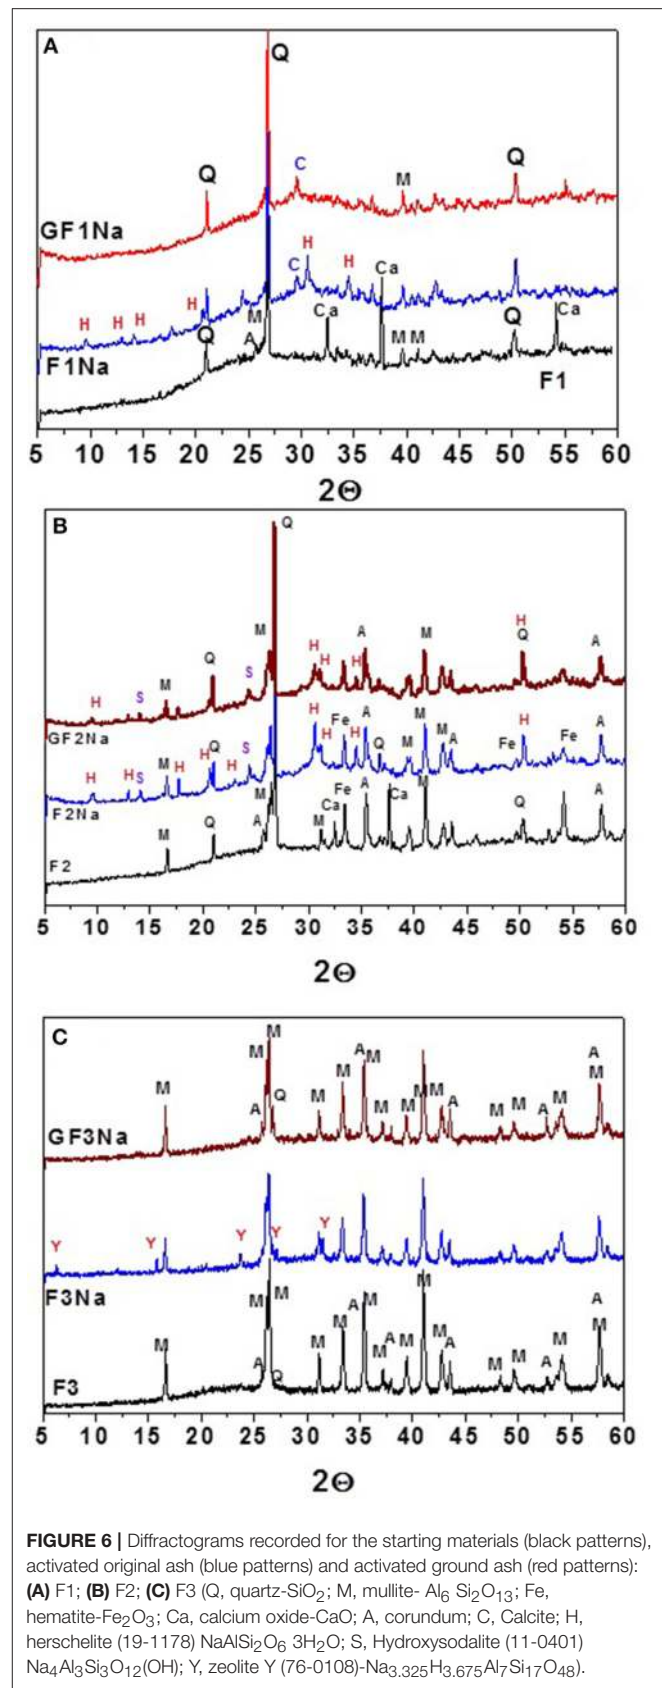 A
Q
Q
C
M
Q
GF1Na
H
H
C
Ca
H
H
H
H
M
Q
A
Ca
M
M
Q
Ca
F1Na
F1
5 10 15 20 25 30 35 40 45 50 55 60
2Θ
B
Q
H
Q
M
Q
M
S
H
H
H
A
M
A
H
S
GF2Na
H
H
S
M
H
H
Q
H
S
H
H
Fe
A
Q
M
M
M
A
H
Fe
Fe
A
F2Na
M
Q
A
M
M
Ca
Fe
A
Ca
M
Q
F2
5 10 15 20 25 30 35 40 45 50 55 60
2Θ
C
M
M
M
A
Q
M
M
A
M
M
M
M
M
A
M
M
A
M
A
M
GF3Na
Y
Y
Y
Y
Y
F3Na
M
M
M
A
Q
M
M
A
M
M
A
M
M
M
A
M
M
A
M
A
M
F3
5 10 15 20 25 30 35 40 45 50 55 60
2Θ
FIGURE 6 | Diffractograms recorded for the starting materials (black patterns),
activated original ash (blue patterns) and activated ground ash (red patterns):
(A) F1; (B) F2; (C) F3 (Q, quartz-SiO2; M, mullite- Al6 Si2O13; Fe,
hematite-Fe2O3; Ca, calcium oxide-CaO; A, corundum; C, Calcite; H,
herschelite (19-1178) NaAlSi2O6 3H2O; S, Hydroxysodalite (11-0401)
Na4Al3Si3O12(OH); Y, zeolite Y (76-0108)-Na3.325H3.675Al7Si17O48).